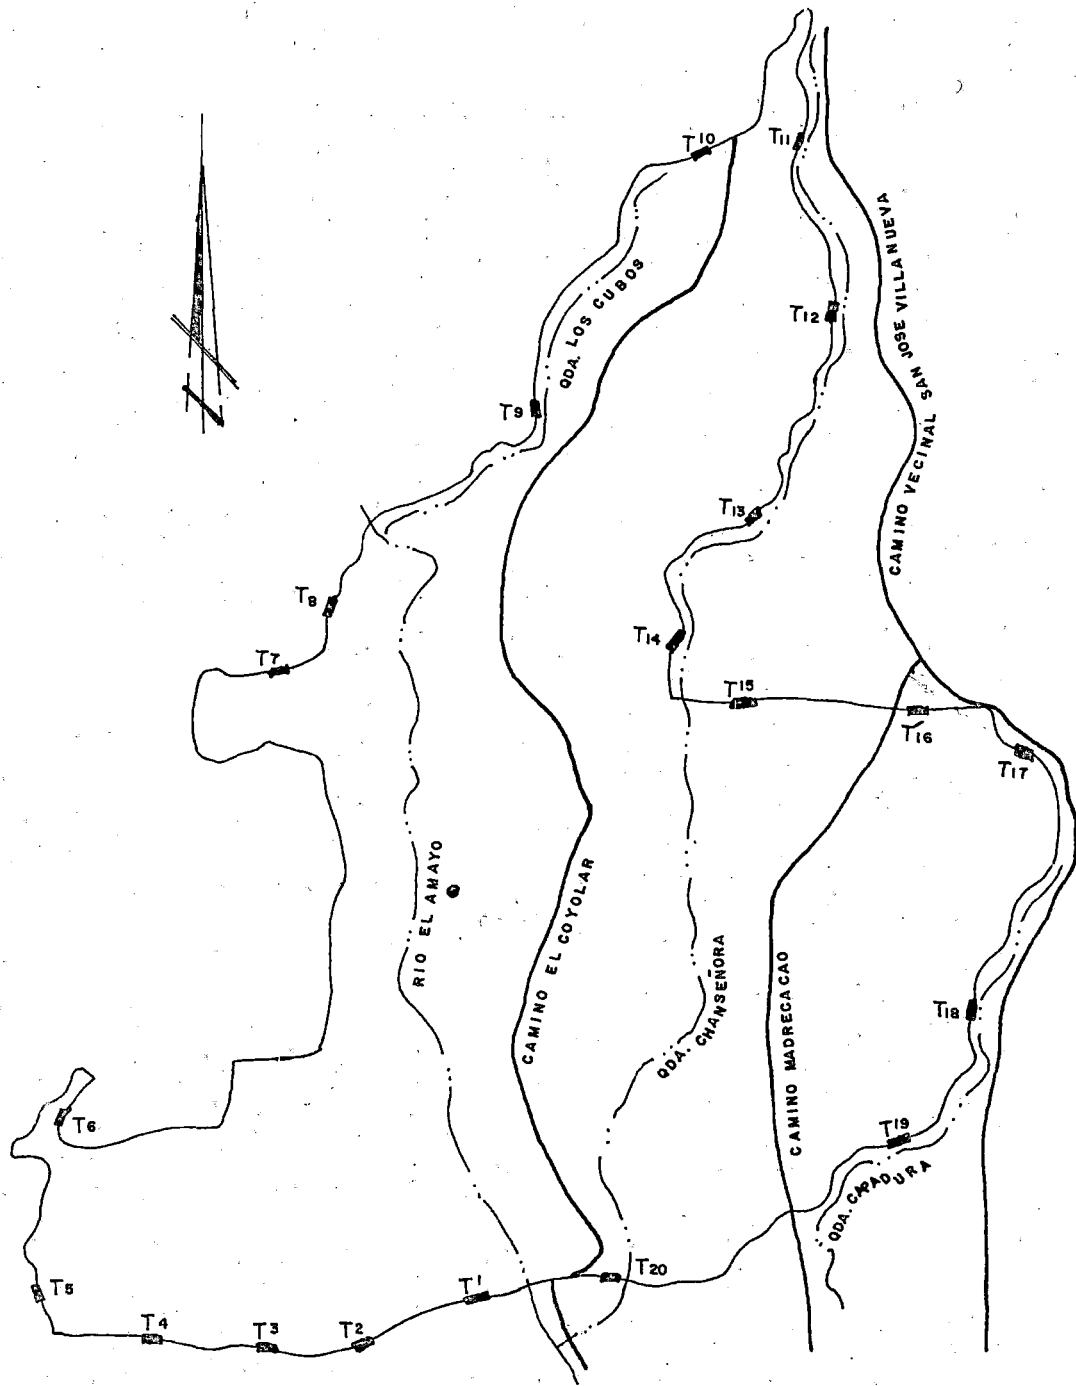 T10
T11
QDA. LOS CUBOS
T12
CAMINO VECINAL SAN JOSE VILLANUEVA
T9
T13
T8
T14
T7
T15
T16
T17
RIO EL AMAYO
CAMINO EL COYOLAR
QDA. CHANSEÑORA
CAMINO MADRECACAO
T18
T6
T19
QDA. CAPADURA
T5
T1
T20
T4
T3
T2